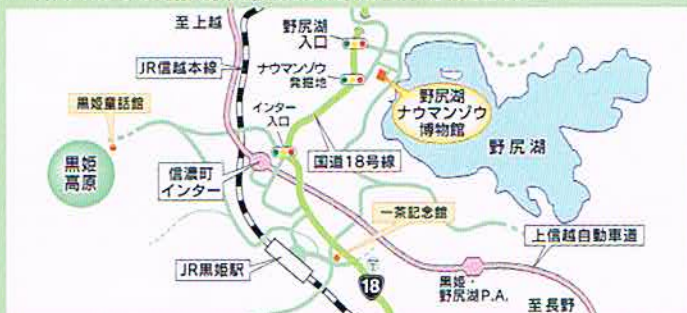 至上越
野尻湖
入口
JR信越本線
ナウマンゾウ
発掘地
黒姫童話館
インター
入口
野尻湖
ナウマンゾウ
博物館
黒姫
高原
信濃町
インター
国道18号線
野尻湖
一茶記念館
上信越自動車道
JR黒姫駅
18
黒姫・
野尻湖P.A.
至長野